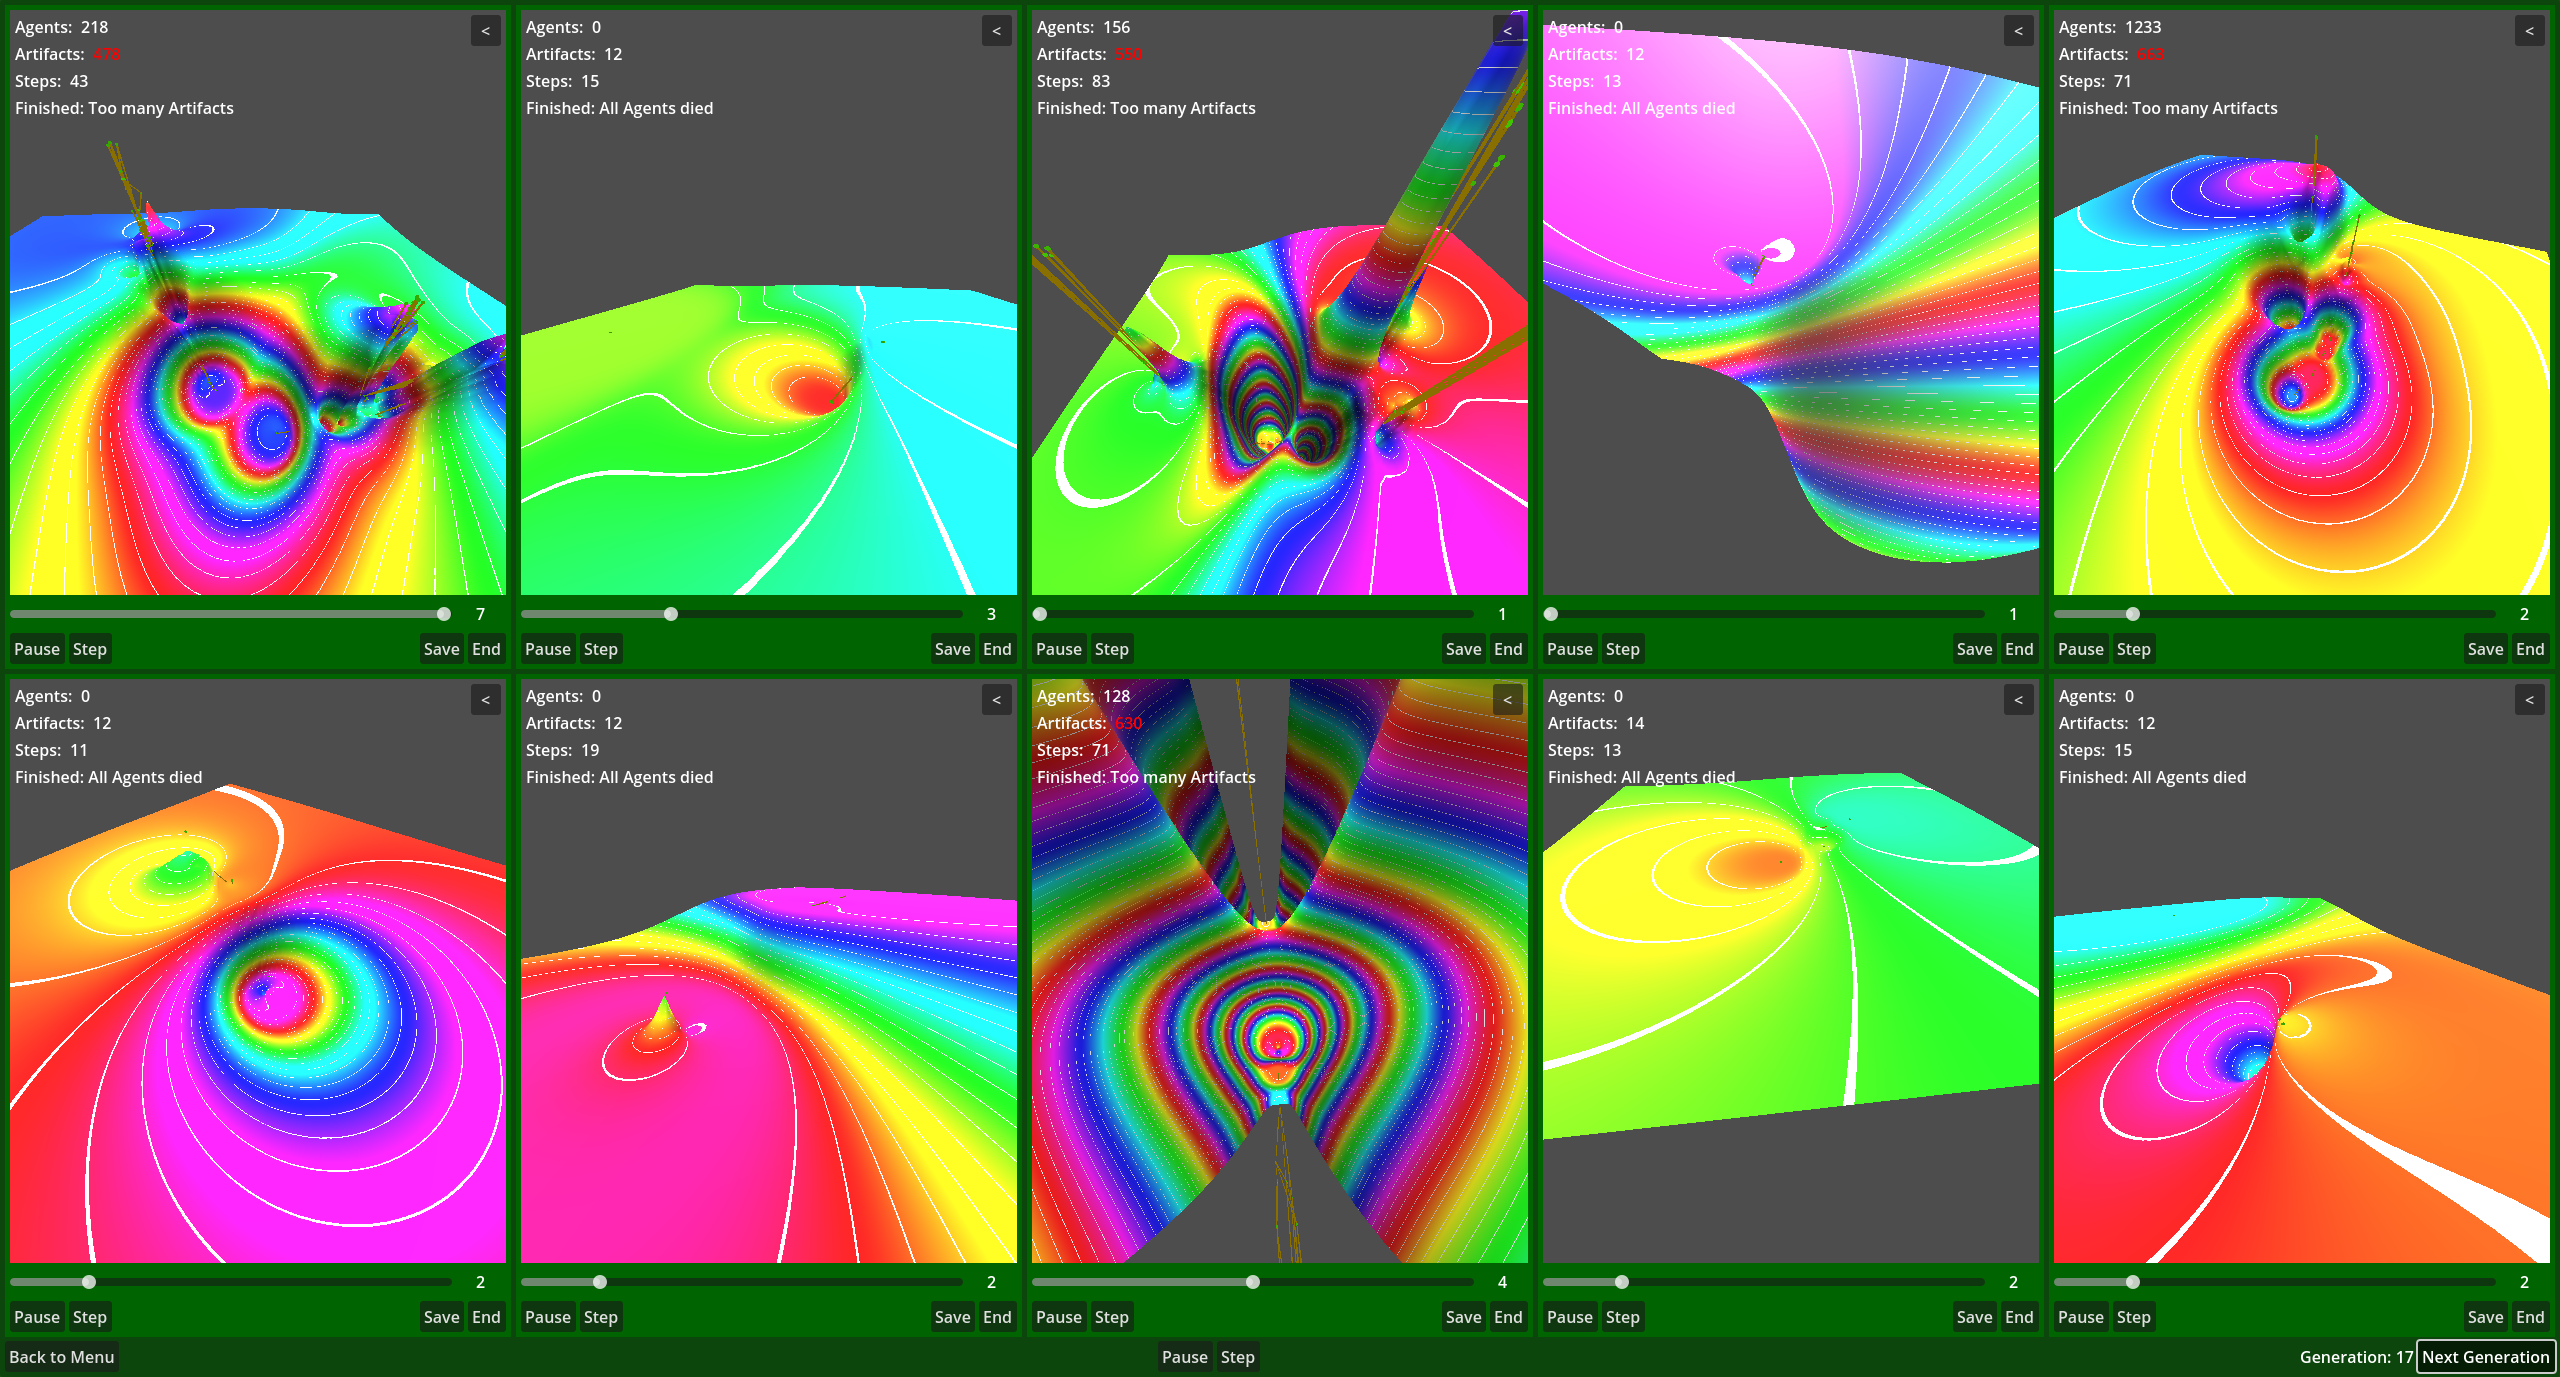 Agents: 218
<
Artifacts: 478
Steps: 43
Finished: Too many Artifacts
7
Pause Step Save End
Agents: 0
<
Artifacts: 12
Steps: 15
Finished: All Agents died
3
Pause Step Save End
Agents: 156
<
Artifacts: 550
Steps: 83
Finished: Too many Artifacts
1
Pause Step Save End
Agents: 0
<
Artifacts: 12
Steps: 13
Finished: All Agents died
1
Pause Step Save End
Agents: 1233
<
Artifacts: 663
Steps: 71
Finished: Too many Artifacts
2
Pause Step Save End
Agents: 0
<
Artifacts: 12
Steps: 11
Finished: All Agents died
2
Pause Step Save End
Agents: 0
<
Artifacts: 12
Steps: 19
Finished: All Agents died
2
Pause Step Save End
Agents: 128
<
Artifacts: 630
Steps: 71
Finished: Too many Artifacts
4
Pause Step Save End
Agents: 0
<
Artifacts: 14
Steps: 13
Finished: All Agents died
2
Pause Step Save End
Agents: 0
<
Artifacts: 12
Steps: 15
Finished: All Agents died
2
Pause Step Save End
Back to Menu Pause Step Generation: 17 Next Generation